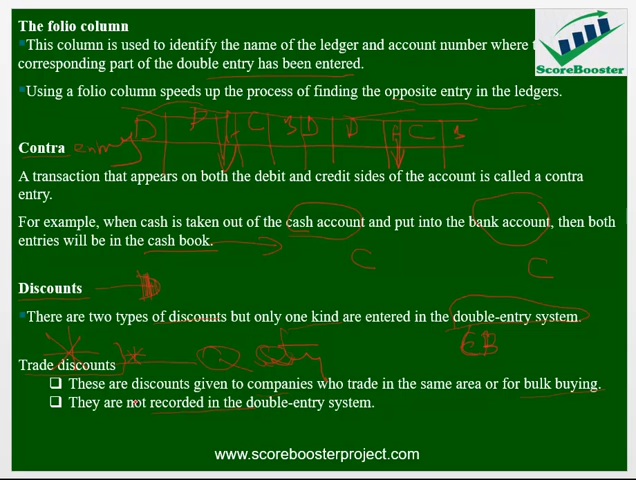 The folio column
This column is used to identify the name of the ledger and account number where t
corresponding part of the double entry has been entered.
ScoreBooster
Using a folio column speeds up the process of finding the opposite entry in the ledgers.
D D F C B D D F C B
Contra entry
A transaction that appears on both the debit and credit sides of the account is called a contra
entry.
For example, when cash is taken out of the cash account and put into the bank account, then both
entries will be in the cash book.
C C
Discounts
There are two types of discounts but only one kind are entered in the double-entry system.
Trade discounts
These are discounts given to companies who trade in the same area or for bulk buying.
They are not recorded in the double-entry system.
www.scoreboosterproject.com